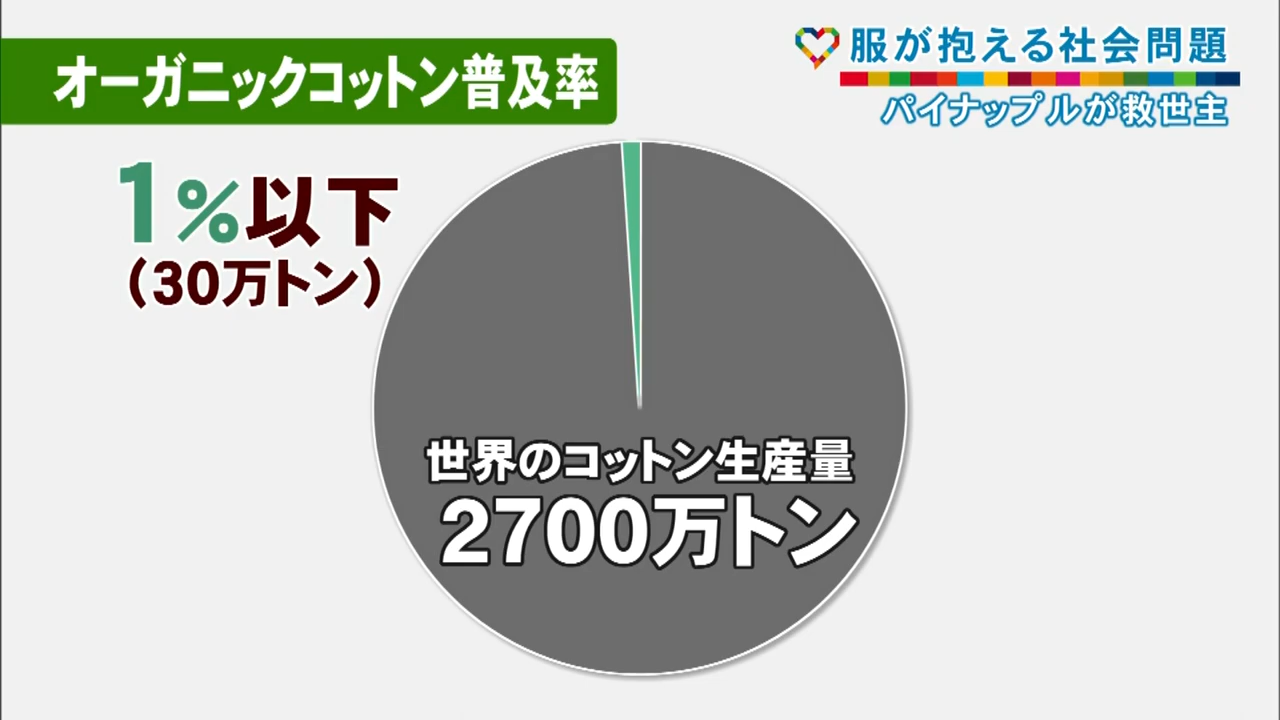 オーガニックコットン普及率
服が抱える社会問題
パイナップルが救世主
1%以下
（30万トン）
世界のコットン生産量
2700万トン